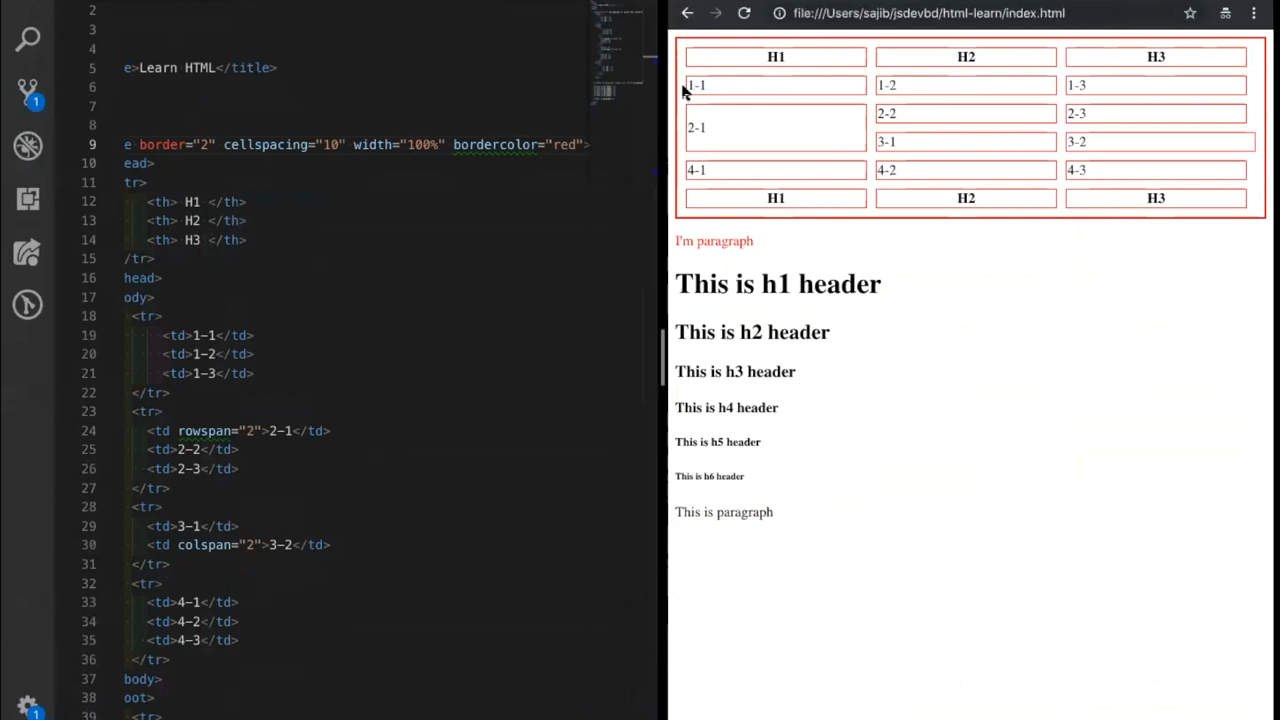 2
3
4
5 e>Learn HTML</title>
6
7
8
9 e border="2" cellspacing="10" width="100%" bordercolor="red">
10 ead>
11 tr>
12 <th> H1 </th>
13 <th> H2 </th>
14 <th> H3 </th>
15 /tr>
16 head>
17 ody>
18 <tr>
19 <td>1-1</td>
20 <td>1-2</td>
21 <td>1-3</td>
22 </tr>
23 <tr>
24 <td rowspan="2">2-1</td>
25 <td>2-2</td>
26 <td>2-3</td>
27 </tr>
28 <tr>
29 <td>3-1</td>
30 <td colspan="2">3-2</td>
31 </tr>
32 <tr>
33 <td>4-1</td>
34 <td>4-2</td>
35 <td>4-3</td>
36 </tr>
37 body>
38 oot>
39 <tr>
1
1
file:///Users/sajib/jsdevbd/html-learn/index.html
H1 H2 H3
1-1 1-2 1-3
2-1 2-2 2-3
3-1 3-2
4-1 4-2 4-3
H1 H2 H3
I'm paragraph
This is h1 header
This is h2 header
This is h3 header
This is h4 header
This is h5 header
This is h6 header
This is paragraph